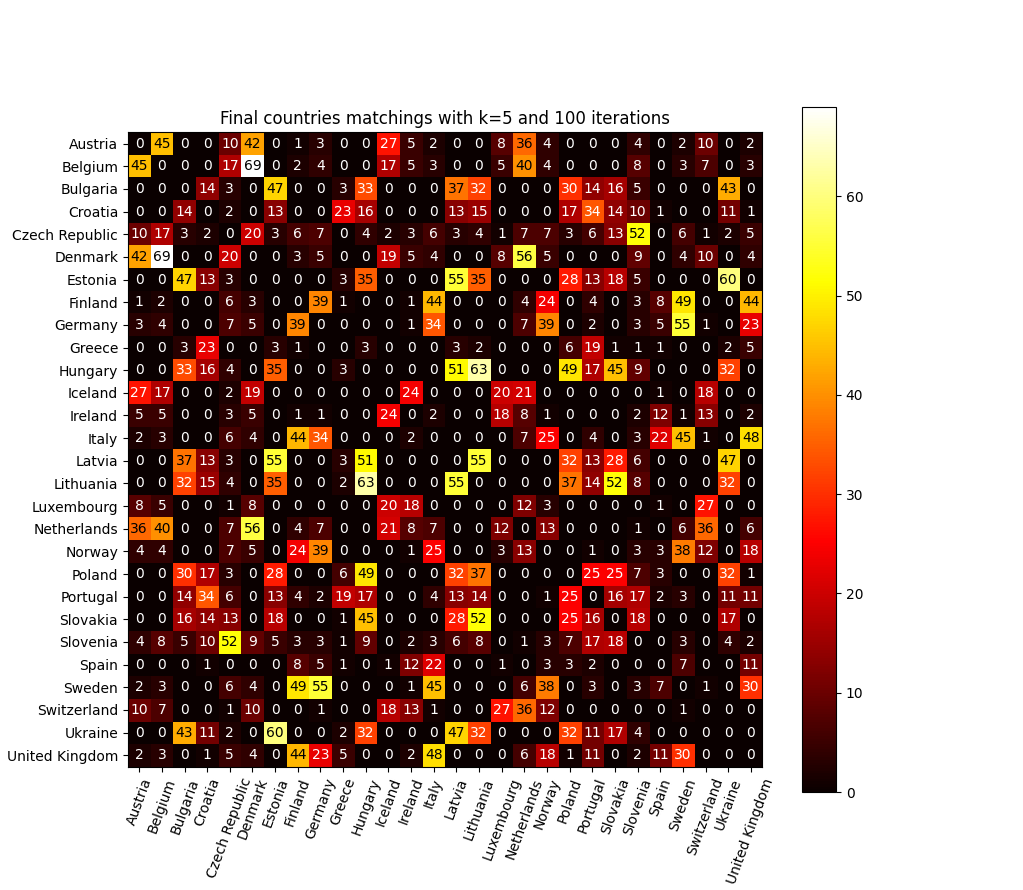 Final countries matchings with k=5 and 100 iterations
Austria 0 45 0 0 10 42 0 1 3 0 0 27 5 2 0 0 8 36 4 0 0 0 4 0 2 10 0 2
Belgium 45 0 0 0 17 69 0 2 4 0 0 17 5 3 0 0 5 40 4 0 0 0 8 0 3 7 0 3
Bulgaria 0 0 0 14 3 0 47 0 0 3 33 0 0 0 37 32 0 0 0 30 14 16 5 0 0 0 43 0
Croatia 0 0 14 0 2 0 13 0 0 23 16 0 0 0 13 15 0 0 0 17 34 14 10 1 0 0 11 1
Czech Republic 10 17 3 2 0 20 3 6 7 0 4 2 3 6 3 4 1 7 7 3 6 13 52 0 6 1 2 5
Denmark 42 69 0 0 20 0 0 3 5 0 0 19 5 4 0 0 8 56 5 0 0 0 9 0 4 10 0 4
Estonia 0 0 47 13 3 0 0 0 0 3 35 0 0 0 55 35 0 0 0 28 13 18 5 0 0 0 60 0
Finland 1 2 0 0 6 3 0 0 39 1 0 0 1 44 0 0 0 4 24 0 4 0 3 8 49 0 0 44
Germany 3 4 0 0 7 5 0 39 0 0 0 0 1 34 0 0 0 7 39 0 2 0 3 5 55 1 0 23
Greece 0 0 3 23 0 0 3 1 0 0 3 0 0 0 3 2 0 0 0 6 19 1 1 1 0 0 2 5
Hungary 0 0 33 16 4 0 35 0 0 3 0 0 0 0 51 63 0 0 0 49 17 45 9 0 0 0 32 0
Iceland 27 17 0 0 2 19 0 0 0 0 0 0 24 0 0 0 20 21 0 0 0 0 0 1 0 18 0 0
Ireland 5 5 0 0 3 5 0 1 1 0 0 24 0 2 0 0 18 8 1 0 0 0 2 12 1 13 0 2
Italy 2 3 0 0 6 4 0 44 34 0 0 0 2 0 0 0 0 7 25 0 4 0 3 22 45 1 0 48
Latvia 0 0 37 13 3 0 55 0 0 3 51 0 0 0 0 55 0 0 0 32 13 28 6 0 0 0 47 0
Lithuania 0 0 32 15 4 0 35 0 0 2 63 0 0 0 55 0 0 0 0 37 14 52 8 0 0 0 32 0
Luxembourg 8 5 0 0 1 8 0 0 0 0 0 20 18 0 0 0 0 12 3 0 0 0 0 1 0 27 0 0
Netherlands 36 40 0 0 7 56 0 4 7 0 0 21 8 7 0 0 12 0 13 0 0 0 1 0 6 36 0 6
Norway 4 4 0 0 7 5 0 24 39 0 0 0 1 25 0 0 3 13 0 0 1 0 3 3 38 12 0 18
Poland 0 0 30 17 3 0 28 0 0 6 49 0 0 0 32 37 0 0 0 0 25 25 7 3 0 0 32 1
Portugal 0 0 14 34 6 0 13 4 2 19 17 0 0 4 13 14 0 0 1 25 0 16 17 2 3 0 11 11
Slovakia 0 0 16 14 13 0 18 0 0 1 45 0 0 0 28 52 0 0 0 25 16 0 18 0 0 0 17 0
Slovenia 4 8 5 10 52 9 5 3 3 1 9 0 2 3 6 8 0 1 3 7 17 18 0 0 3 0 4 2
Spain 0 0 0 1 0 0 0 8 5 1 0 1 12 22 0 0 1 0 3 3 2 0 0 0 7 0 0 11
Sweden 2 3 0 0 6 4 0 49 55 0 0 0 1 45 0 0 0 6 38 0 3 0 3 7 0 1 0 30
Switzerland 10 7 0 0 1 10 0 0 1 0 0 18 13 1 0 0 27 36 12 0 0 0 0 0 1 0 0 0
Ukraine 0 0 43 11 2 0 60 0 0 2 32 0 0 0 47 32 0 0 0 32 11 17 4 0 0 0 0 0
United Kingdom 2 3 0 1 5 4 0 44 23 5 0 0 2 48 0 0 0 6 18 1 11 0 2 11 30 0 0 0
Austria
Belgium
Bulgaria
Croatia
Czech Republic
Denmark
Estonia
Finland
Germany
Greece
Hungary
Iceland
Ireland
Italy
Latvia
Lithuania
Luxembourg
Netherlands
Norway
Poland
Portugal
Slovakia
Slovenia
Spain
Sweden
Switzerland
Ukraine
United Kingdom
60
50
40
30
20
10
0